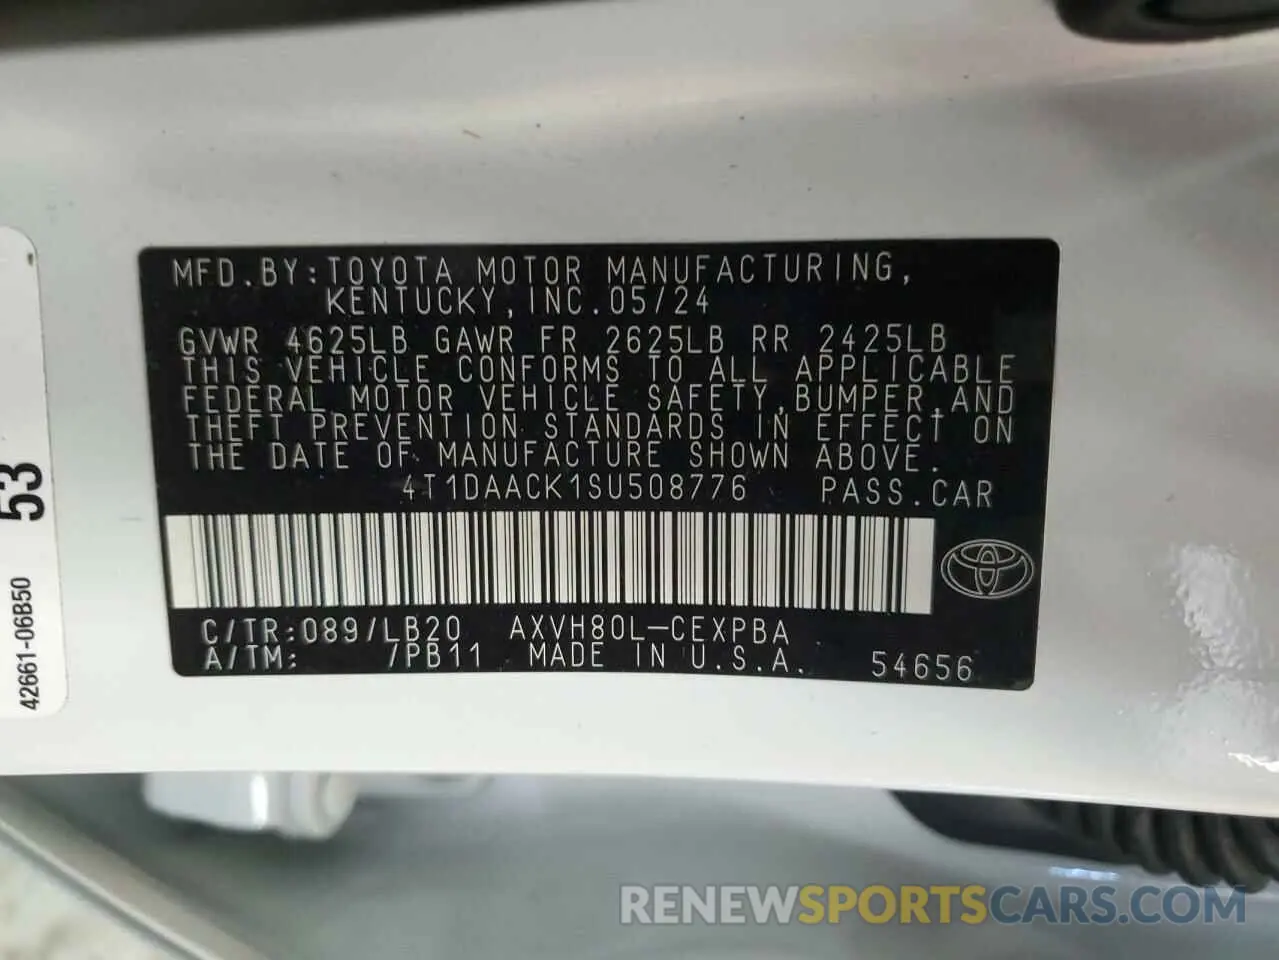 MFD.BY:TOYOTA MOTOR MANUFACTURING,
KENTUCKY,INC.05/24
GVWR 4625LB GAWR FR 2625LB RR 2425LB
THIS VEHICLE CONFORMS TO ALL APPLICABLE
FEDERAL MOTOR VEHICLE SAFETY,BUMPER,AND
THEFT PREVENTION STANDARDS IN EFFECT ON
THE DATE OF MANUFACTURE SHOWN ABOVE.
4T1DAACK1SU508776 PASS.CAR
C/TR:089/LB20 AXVH80L-CEXPBA
A/TM: /PB11 MADE IN U.S.A. 54656
53
42661-06B50
RENEWSPORTSCARS.COM